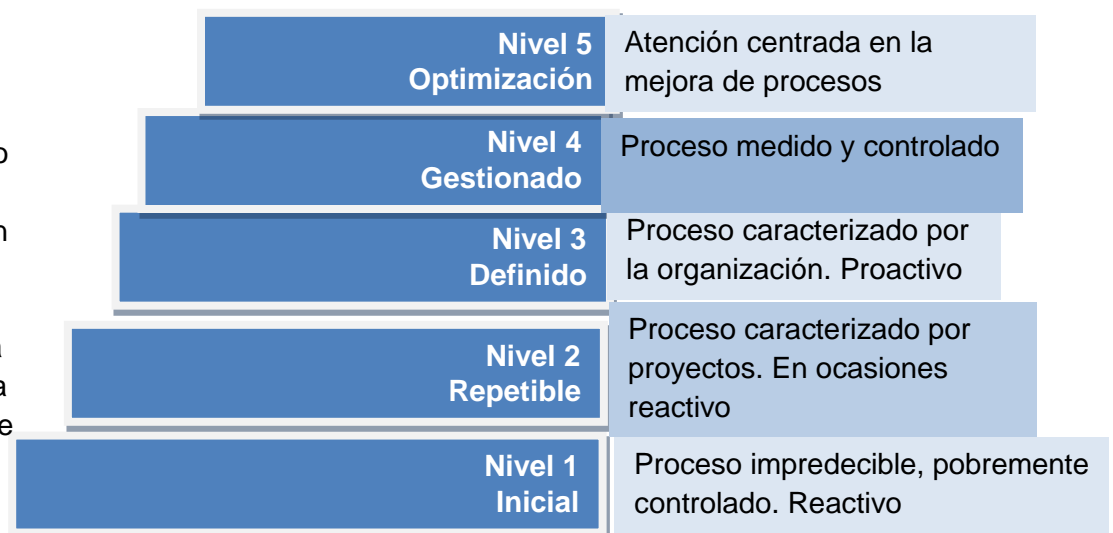 Nivel 5
Optimización
Atención centrada en la
mejora de procesos
Nivel 4
Gestionado
Proceso medido y controlado
Nivel 3
Definido
Proceso caracterizado por
la organización. Proactivo
Nivel 2
Repetible
Proceso caracterizado por
proyectos. En ocasiones
reactivo
Nivel 1
Inicial
Proceso impredecible, pobremente
controlado. Reactivo